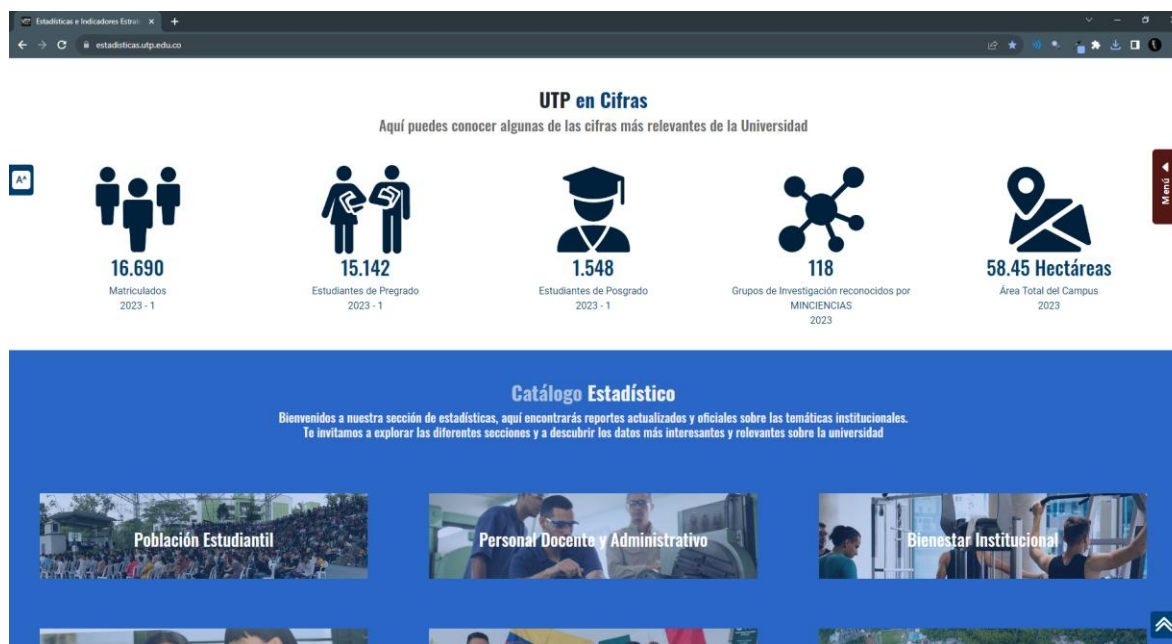 Estadísticas e Indicadores Estrat
estadisticas.utp.edu.co
UTP en Cifras
Aquí puedes conocer algunas de las cifras más relevantes de la Universidad
A+
Menú
16.690
Matriculados
2023 - 1
15.142
Estudiantes de Pregrado
2023 - 1
1.548
Estudiantes de Posgrado
2023 - 1
118
Grupos de Investigación reconocidos por
MINCIENCIAS
2023
58.45 Hectáreas
Área Total del Campus
2023
Catálogo Estadístico
Bienvenidos a nuestra sección de estadísticas, aquí encontrarás reportes actualizados y oficiales sobre las temáticas institucionales.
Te invitamos a explorar las diferentes secciones y a descubrir los datos más interesantes y relevantes sobre la universidad
Población Estudiantil
Personal Docente y Administrativo
Bienestar Institucional